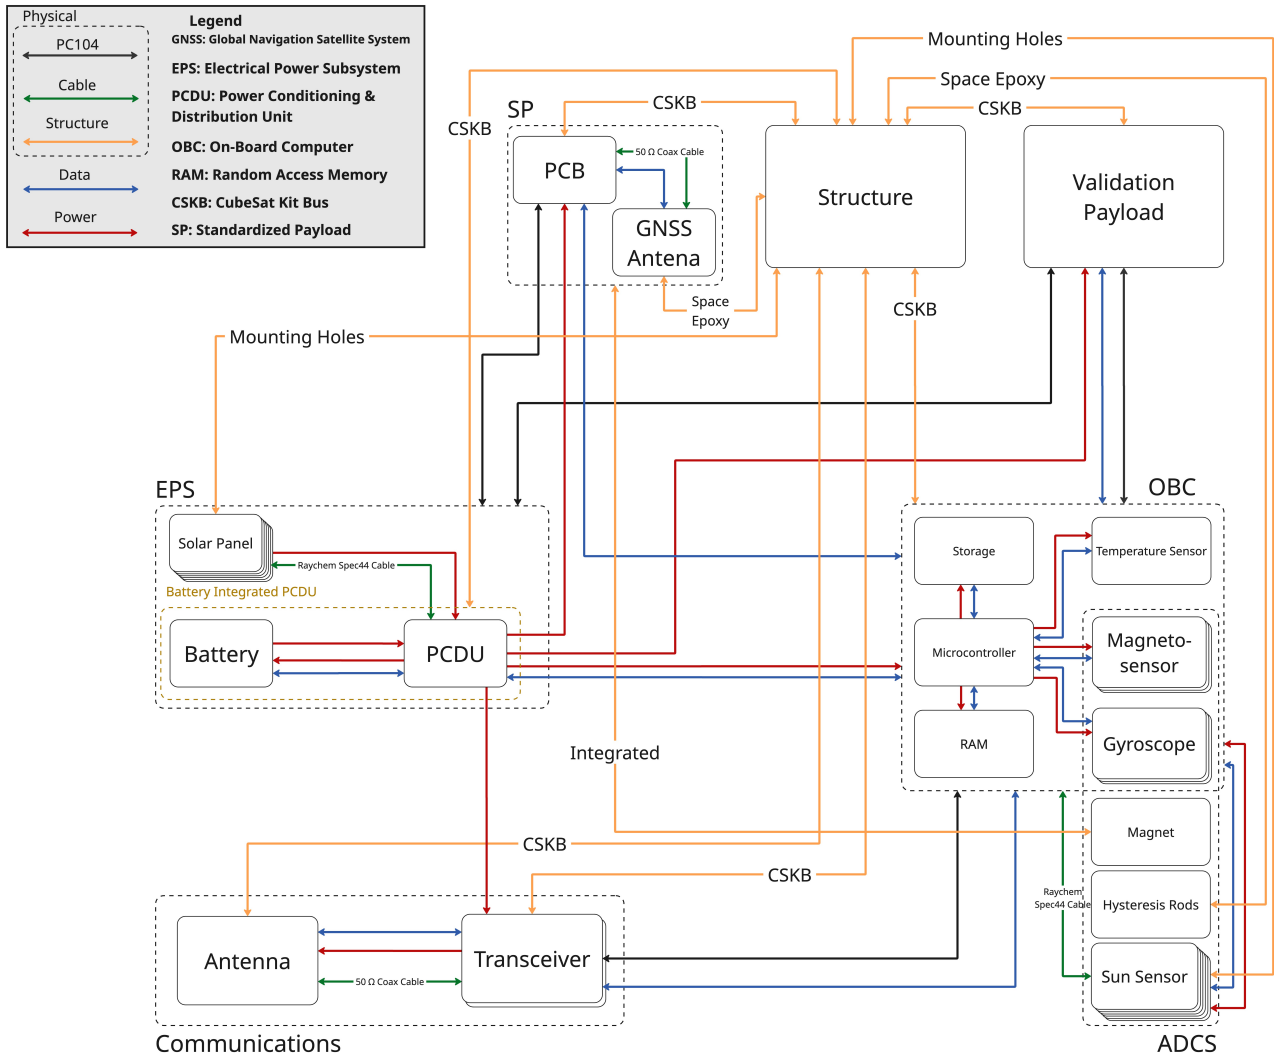 Physical
PC104
Cable
Structure
Data
Power
Legend
GNSS: Global Navigation Satellite System
EPS: Electrical Power Subsystem
PCDU: Power Conditioning &
Distribution Unit
OBC: On-Board Computer
RAM: Random Access Memory
CSKB: CubeSat Kit Bus
SP: Standardized Payload
Mounting Holes
Space Epoxy
CSKB
CSKB
CSKB
SP
PCB
50 Ω Coax Cable
GNSS
Antena
Structure
Validation
Payload
Space
Epoxy
CSKB
Mounting Holes
EPS
Solar Panel
Raychem Spec44 Cable
Battery Integrated PCDU
Battery
PCDU
OBC
Storage
Temperature Sensor
Microcontroller
Magneto-
sensor
RAM
Gyroscope
Integrated
Magnet
CSKB
CSKB
Raychem
Spec44 Cable
Hysteresis Rods
Sun Sensor
Antenna
50 Ω Coax Cable
Transceiver
Communications
ADCS